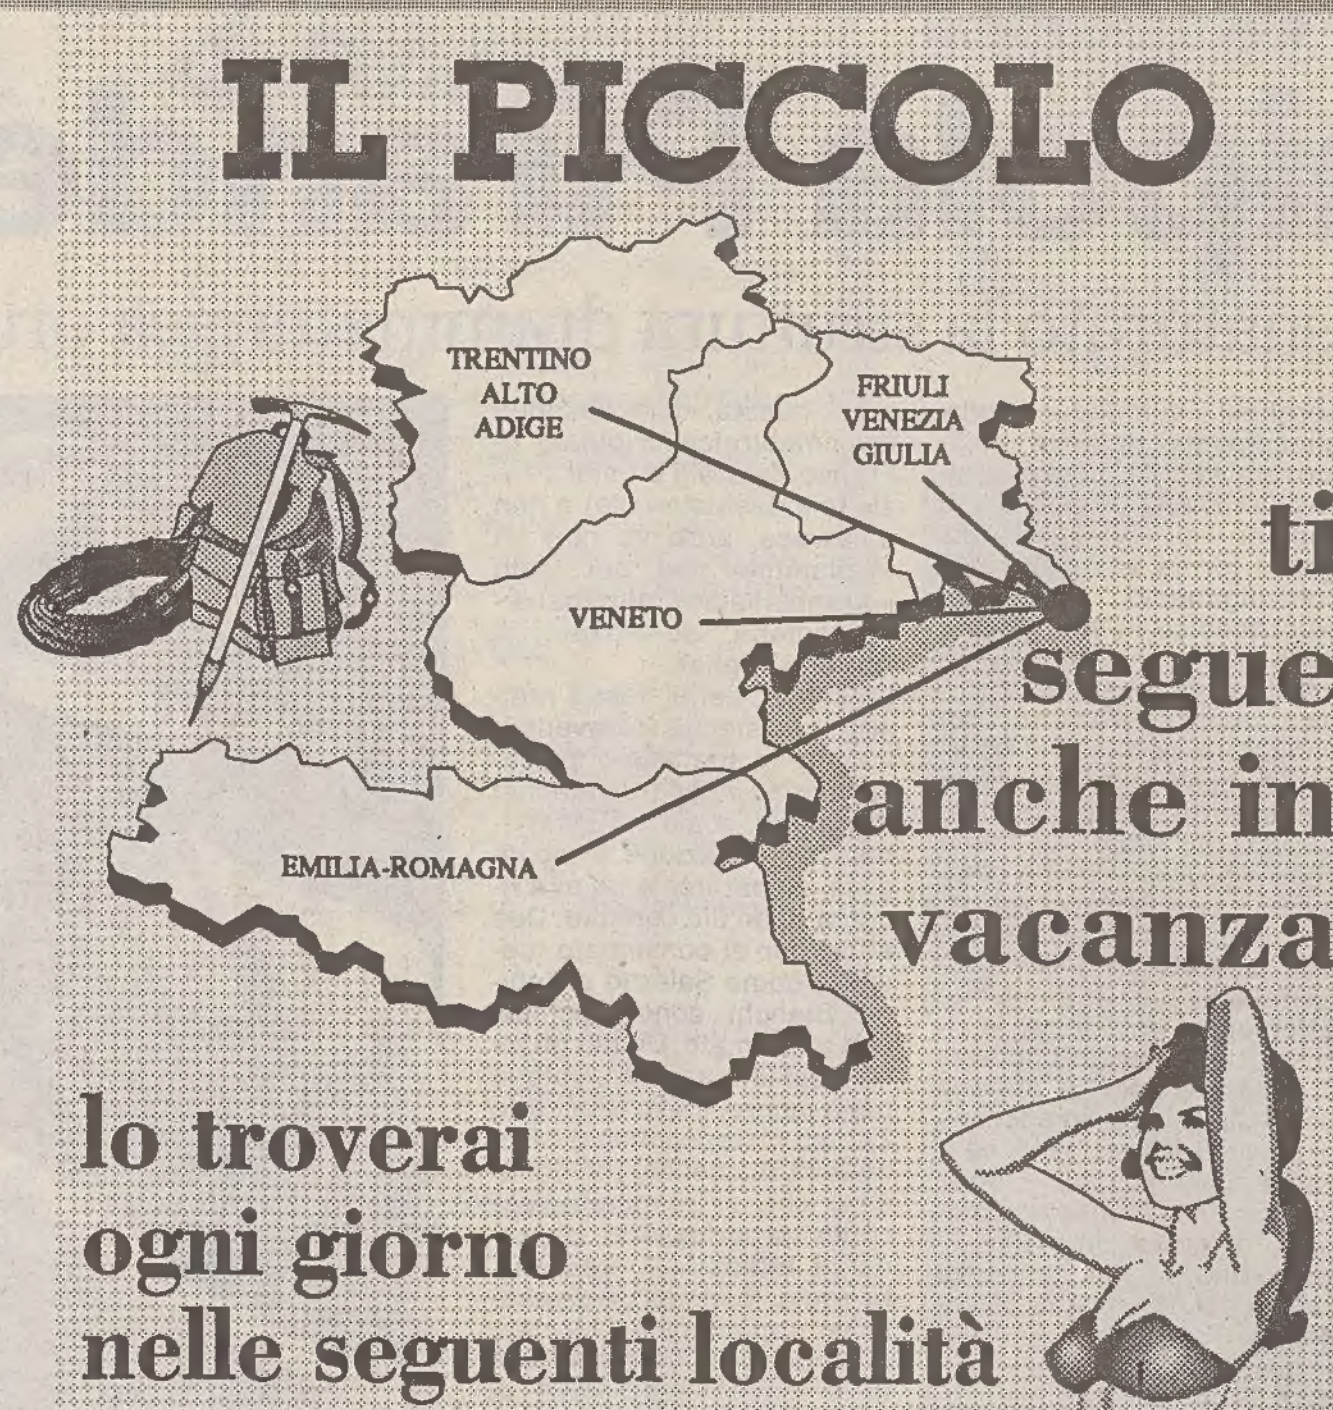 IL PICCOLO
TRENTINO
ALTO
ADIGE
FRIULI
VENEZIA
GIULIA
VENETO
EMILIA-ROMAGNA
ti
segue
anche in
vacanza
lo troverai
ogni giorno
nelle seguenti località